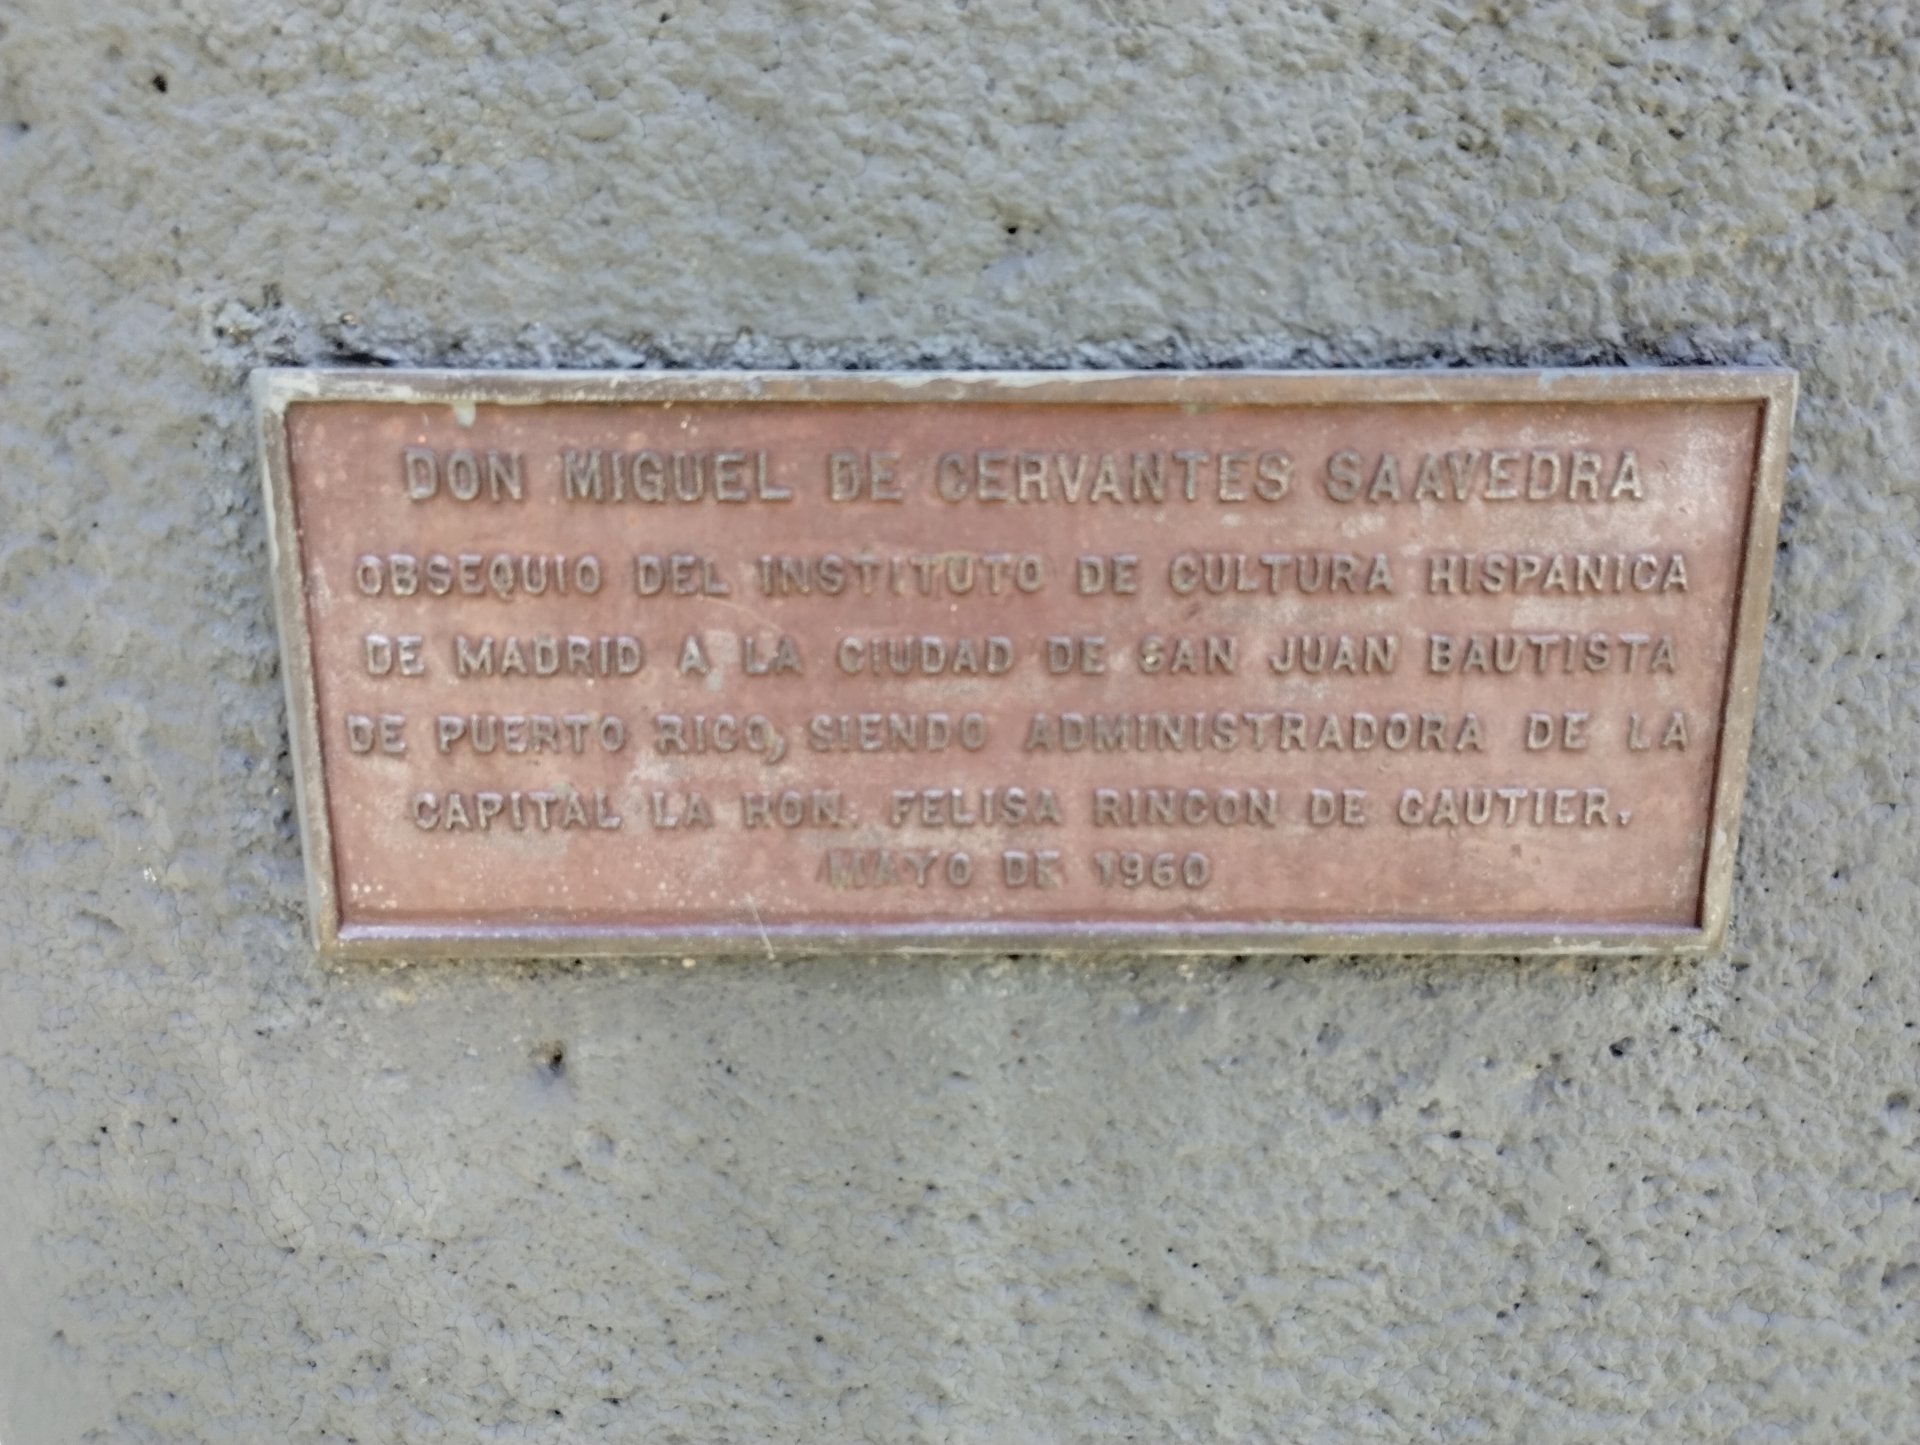 DON MIGUEL DE CERVANTES SAAVEDRA
OBSEQUIO DEL INSTITUTO DE CULTURA HISPANICA
DE MADRID A LA CIUDAD DE SAN JUAN BAUTISTA
DE PUERTO RICO, SIENDO ADMINISTRADORA DE LA
CAPITAL LA HON. FELISA RINCON DE GAUTIER.
MAYO DE 1960